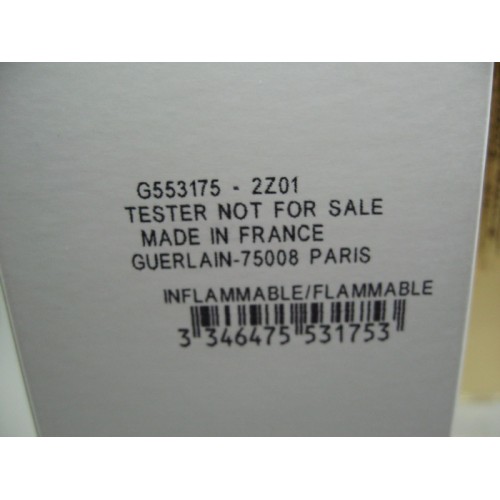 G553175 - 2Z01
TESTER NOT FOR SALE
MADE IN FRANCE
GUERLAIN-75008 PARIS
INFLAMMABLE/FLAMMABLE
3 346475 531753